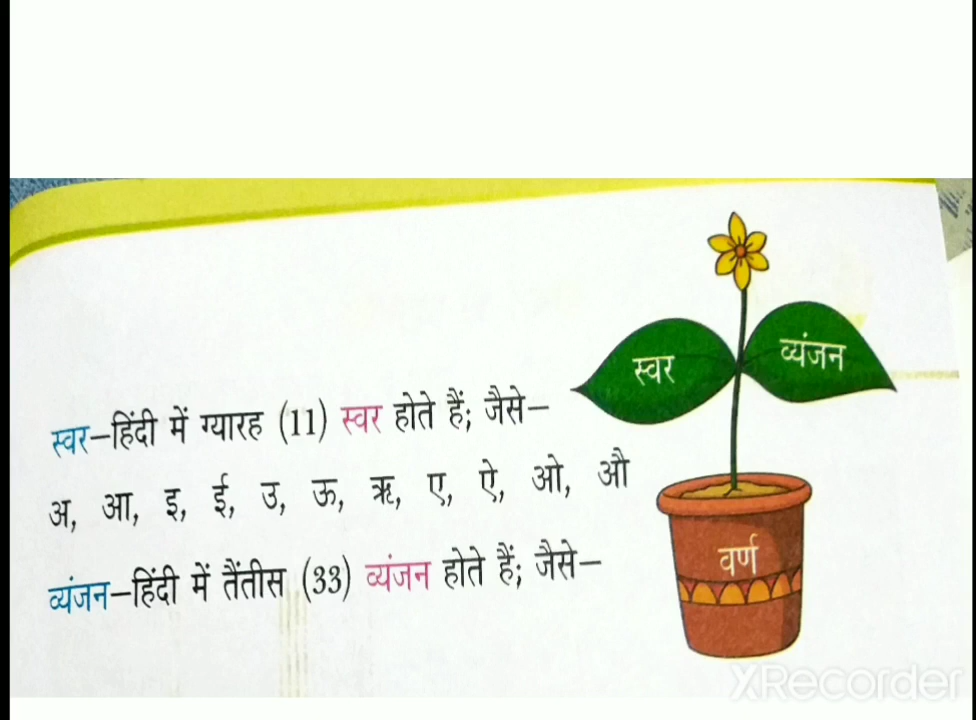 स्वर
व्यंजन
स्वर–हिंदी में ग्यारह (11) स्वर होते हैं; जैसे–
अ, आ, इ, ई, उ, ऊ, ऋ, ए, ऐ, ओ, औ
वर्ण
व्यंजन–हिंदी में तैंतीस (33) व्यंजन होते हैं; जैसे–
XRecorder